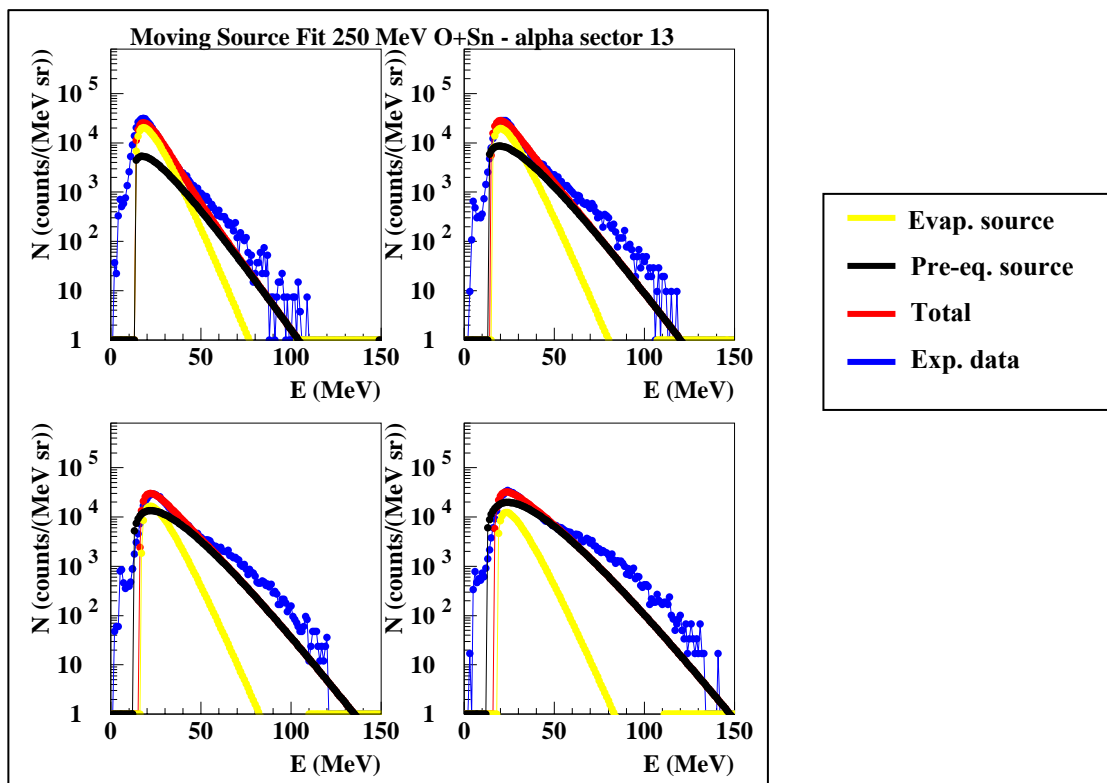 Moving Source Fit 250 MeV O+Sn - alpha sector 13
N (counts/(MeV sr)
10^5
10^4
10^3
10^2
10
1
0 50 100 150
E (MeV)
N (counts/(MeV sr)
10^5
10^4
10^3
10^2
10
1
0 50 100 150
E (MeV)
N (counts/(MeV sr)
10^5
10^4
10^3
10^2
10
1
0 50 100 150
E (MeV)
N (counts/(MeV sr)
10^5
10^4
10^3
10^2
10
1
0 50 100 150
E (MeV)
Evap. source
Pre-eq. source
Total
Exp. data